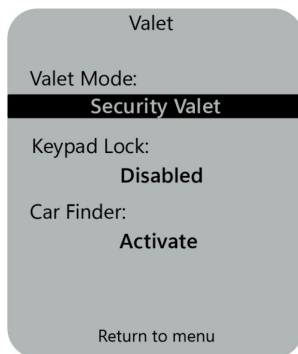 Valet
Valet Mode:
Security Valet
Keypad Lock:
Disabled
Car Finder:
Activate
Return to menu